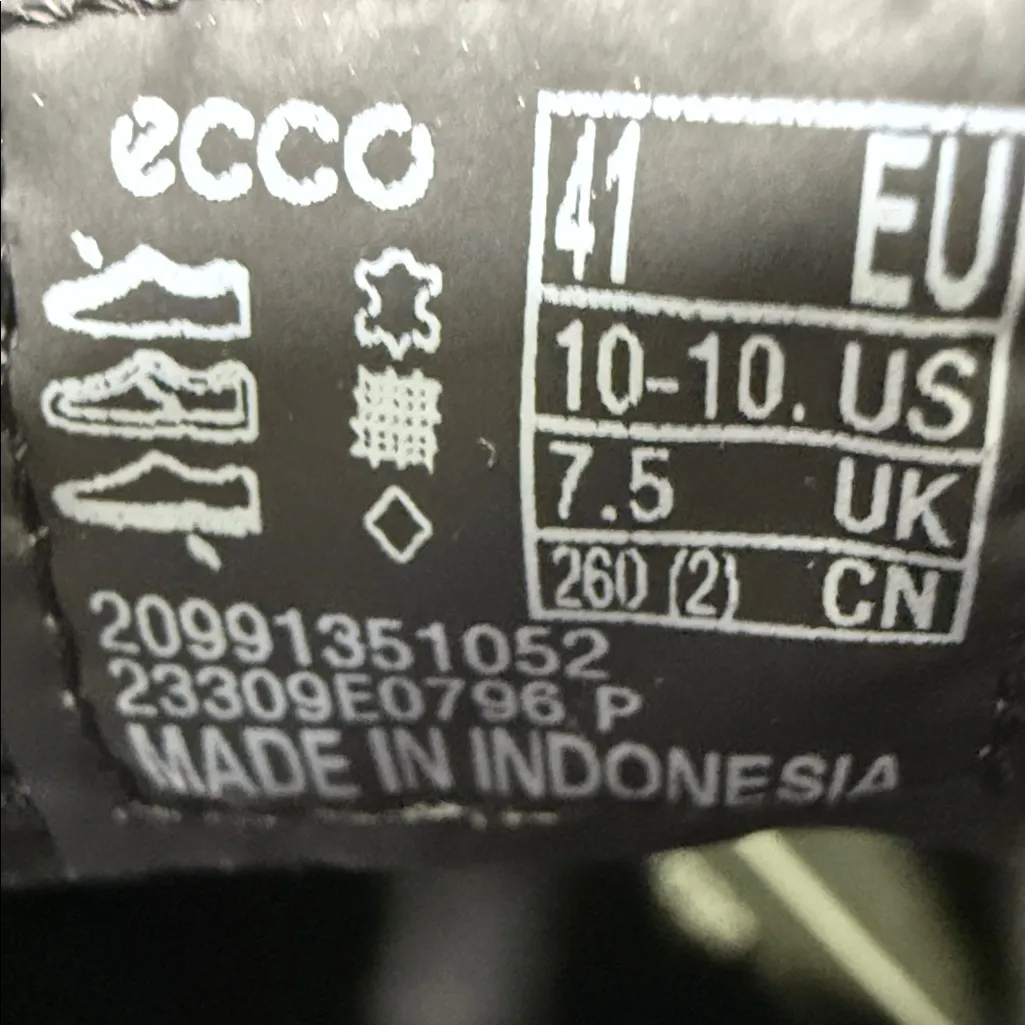 ecco
41 EU
10-10. US
7.5 UK
260 (2) CN
20991351052
23309E0796 P
MADE IN INDONESIA